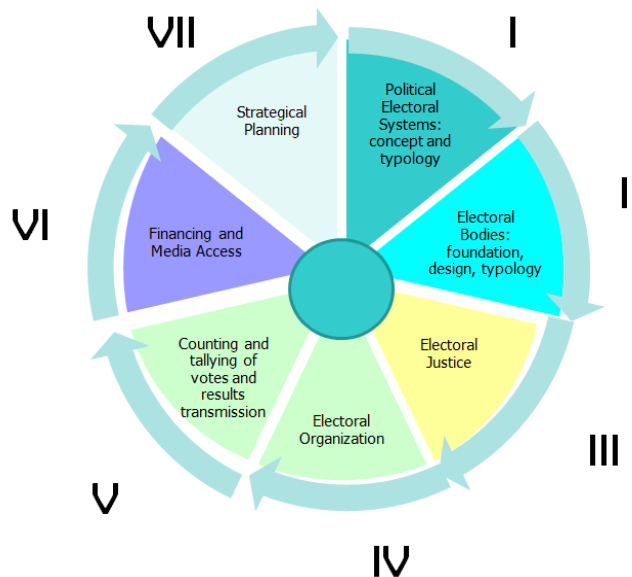 VII
I
Strategical
Planning
Political
Electoral
Systems:
concept and
typology
I
Electoral
Bodies:
foundation,
design, typology
VI
Financing and
Media Access
Electoral
Justice
Counting and
tallying of
votes and
results
transmission
Electoral
Organization
III
V
IV